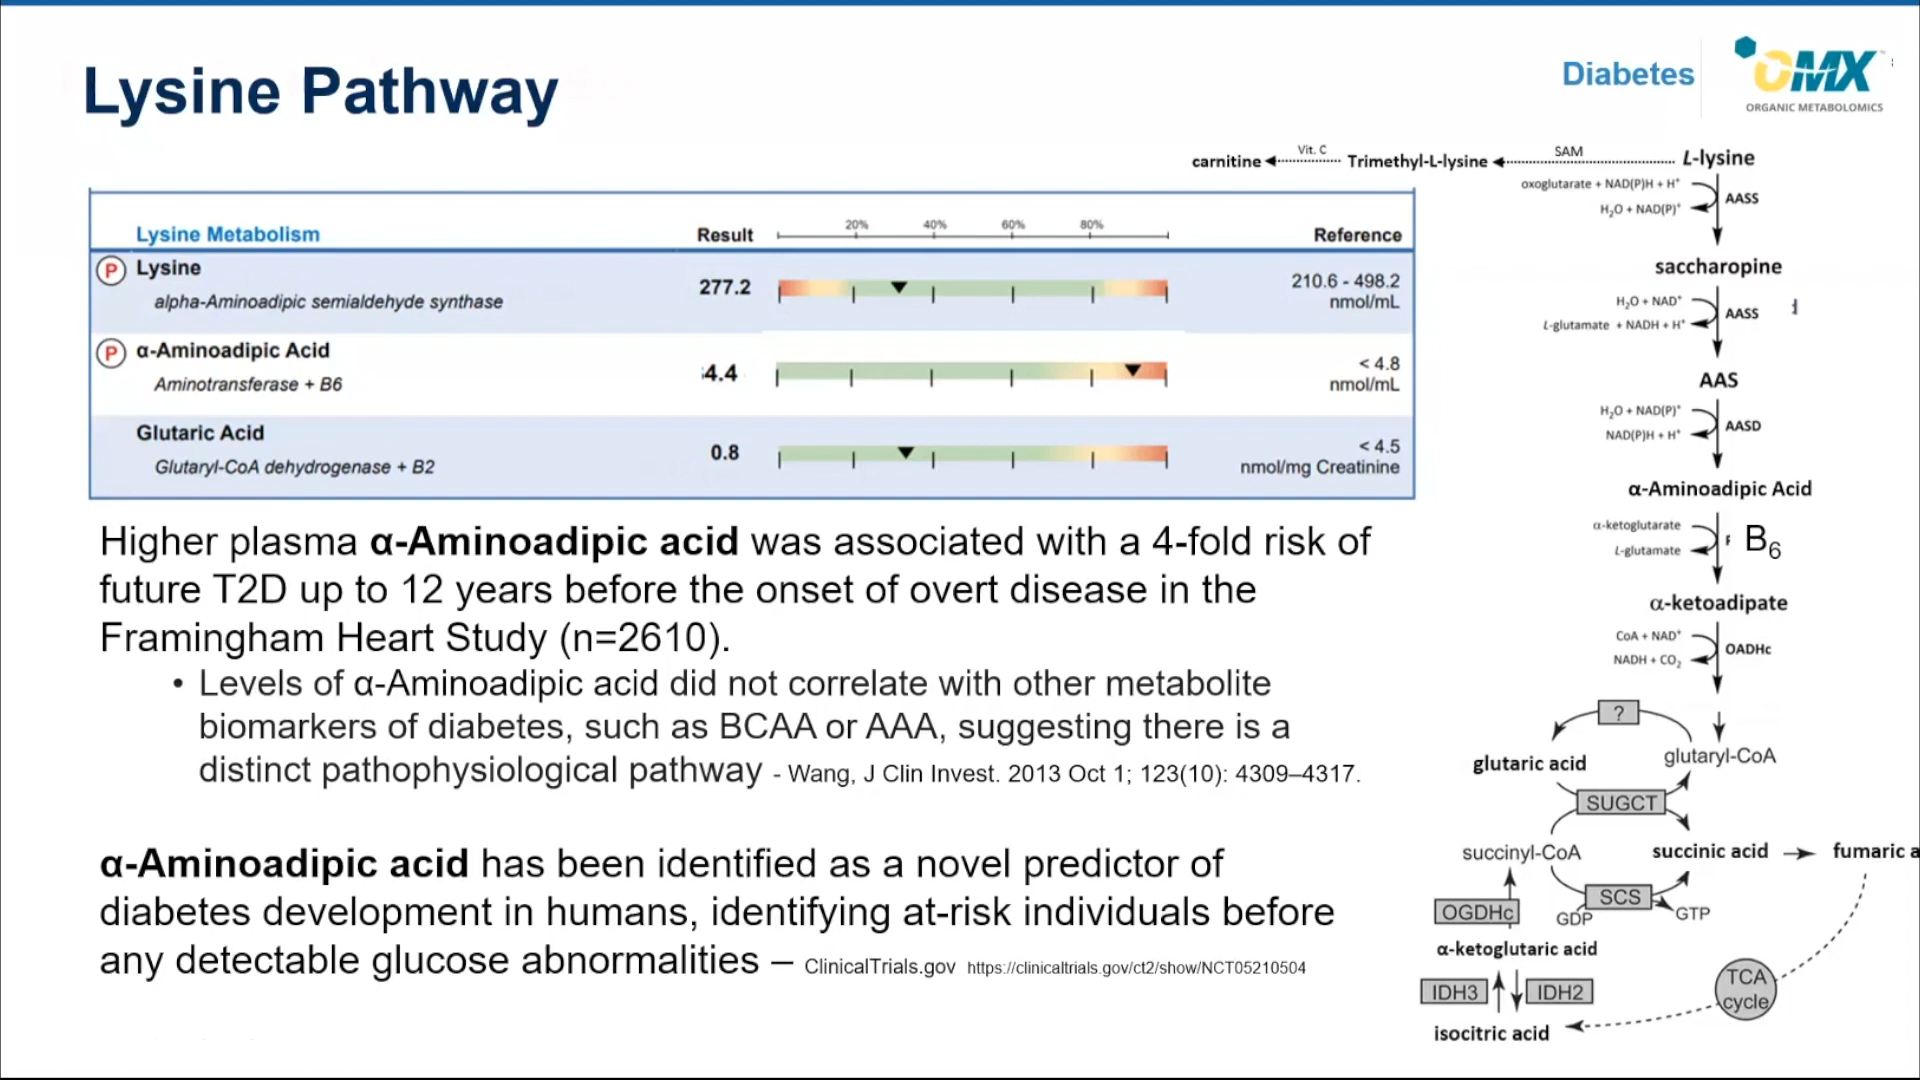 Lysine Pathway
Diabetes
OMX
ORGANIC METABOLOMICS
Lysine Metabolism Result 20% 40% 60% 80% Reference
P Lysine
alpha-Aminoadipic semialdehyde synthase
277.2
210.6 - 498.2
nmol/mL
P α-Aminoadipic Acid
Aminotransferase + B6
4.4
< 4.8
nmol/mL
Glutaric Acid
Glutaryl-CoA dehydrogenase + B2
0.8
< 4.5
nmol/mg Creatinine
Higher plasma α-Aminoadipic acid was associated with a 4-fold risk of
future T2D up to 12 years before the onset of overt disease in the
Framingham Heart Study (n=2610).
• Levels of α-Aminoadipic acid did not correlate with other metabolite
biomarkers of diabetes, such as BCAA or AAA, suggesting there is a
distinct pathophysiological pathway - Wang, J Clin Invest. 2013 Oct 1; 123(10): 4309–4317.
α-Aminoadipic acid has been identified as a novel predictor of
diabetes development in humans, identifying at-risk individuals before
any detectable glucose abnormalities – ClinicalTrials.gov https://clinicaltrials.gov/ct2/show/NCT05210504
carnitine Vit. C Trimethyl-L-lysine SAM L-lysine
oxoglutarate + NAD(P)H + H⁺
AASS
H₂O + NAD(P)⁺
saccharopine
H₂O + NAD⁺
AASS
L-glutamate + NADH + H⁺
AAS
H₂O + NAD(P)⁺
AASD
NAD(P)H + H⁺
α-Aminoadipic Acid
α-ketoglutarate
B₆
L-glutamate
α-ketoadipate
CoA + NAD⁺
OADHc
NADH + CO₂
?
glutaric acid glutaryl-CoA
SUGCT
succinyl-CoA succinic acid fumaric a
SCS
OGDHc GDP GTP
α-ketoglutaric acid
IDH3 IDH2
TCA
cycle
isocitric acid